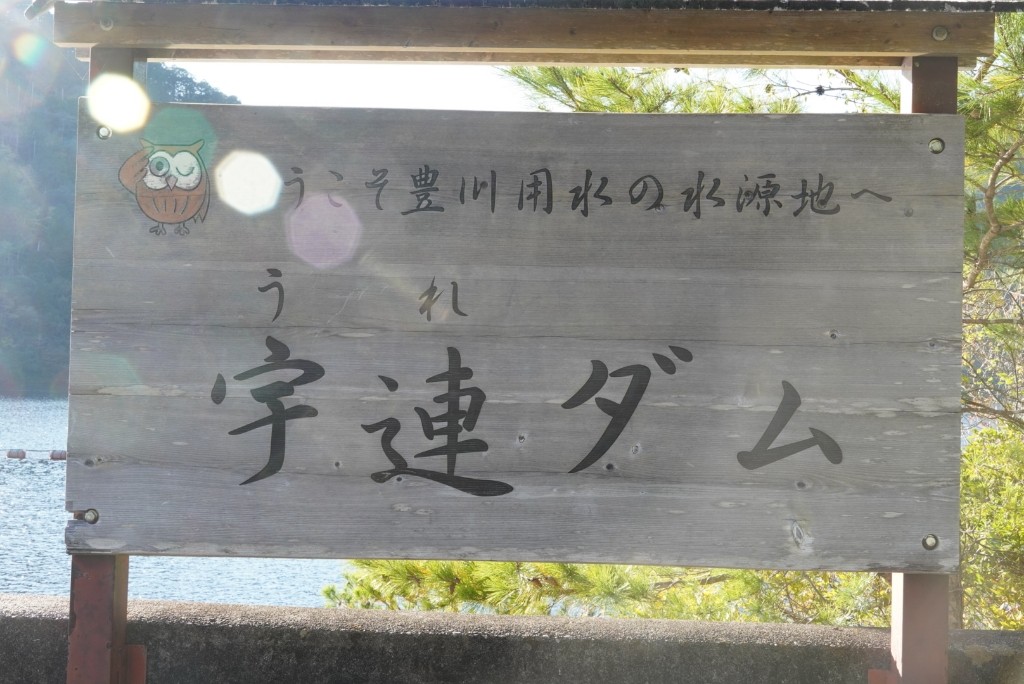 うこそ豊川用水の水源地へ
う れ
宇連ダム